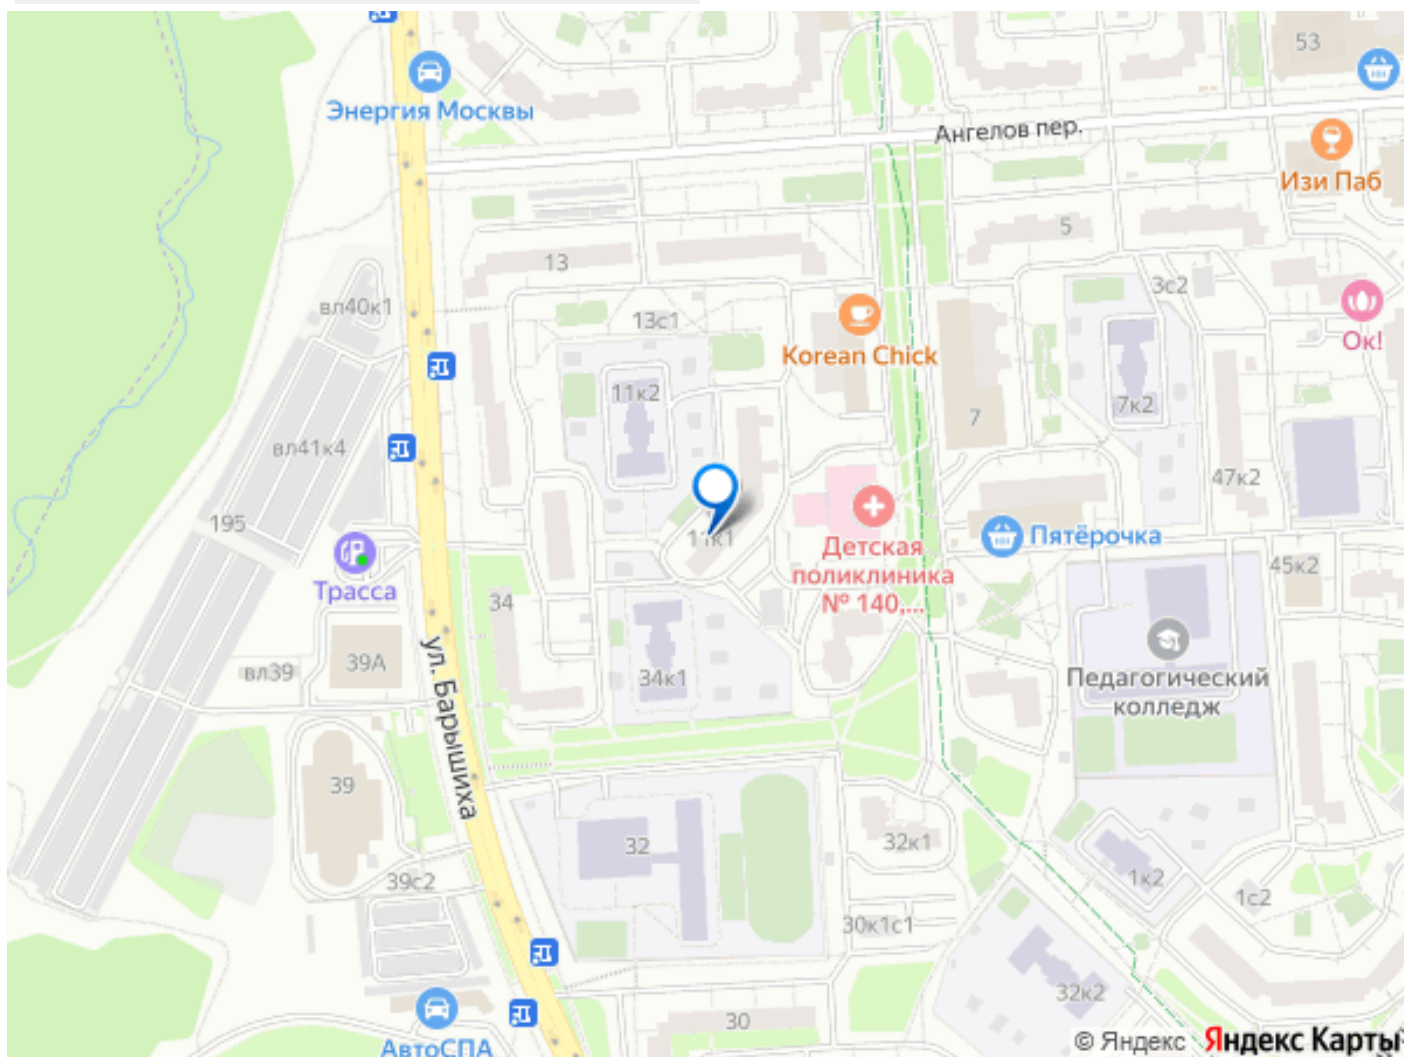 53
Энергия Москвы
Ангелов пер.
Изи Паб
5
13
3с2
вл40к1
13с1
Korean Chick
Ок!
11к2
7к2
7
вл41к4
47к2
195
11к1
Пятёрочка
Детская
поликлиника
№ 140,...
Трасса
45к2
34
ул. Барышиха
39А
вл39
34к1
Педагогический
колледж
39
32
32к1
39с2
1к2
1с2
30к1с1
32к2
30
АвтоСПА
© Яндекс Яндекс Карты